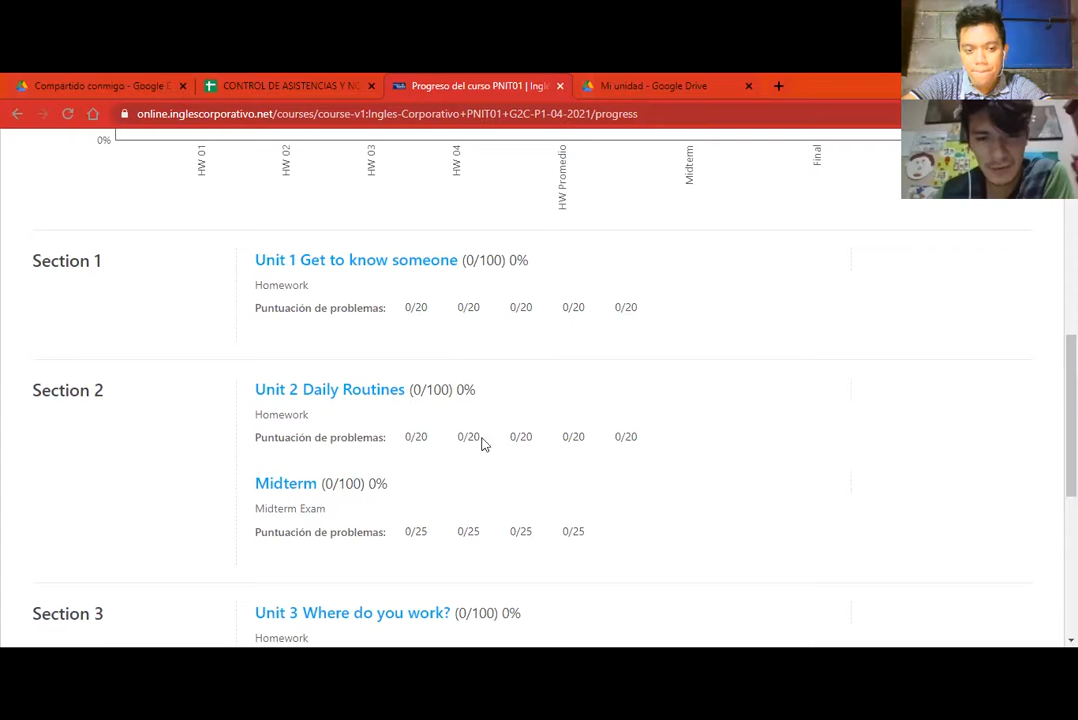 Compartido conmigo - Google E
CONTROL DE ASISTENCIAS Y NO
Progreso del curso PNIT01 | Ingl
Mi unidad - Google Drive
online.inglescorporativo.net/courses/course-v1:Ingles-Corporativo+PNIT01+G2C-P1-04-2021/progress
0%
HW 01
HW 02
HW 03
HW 04
HW Promedio
Midterm
Final
Section 1
Unit 1 Get to know someone (0/100) 0%
Homework
Puntuación de problemas: 0/20 0/20 0/20 0/20 0/20
Section 2
Unit 2 Daily Routines (0/100) 0%
Homework
Puntuación de problemas: 0/20 0/20 0/20 0/20 0/20
Midterm (0/100) 0%
Midterm Exam
Puntuación de problemas: 0/25 0/25 0/25 0/25
Section 3
Unit 3 Where do you work? (0/100) 0%
Homework